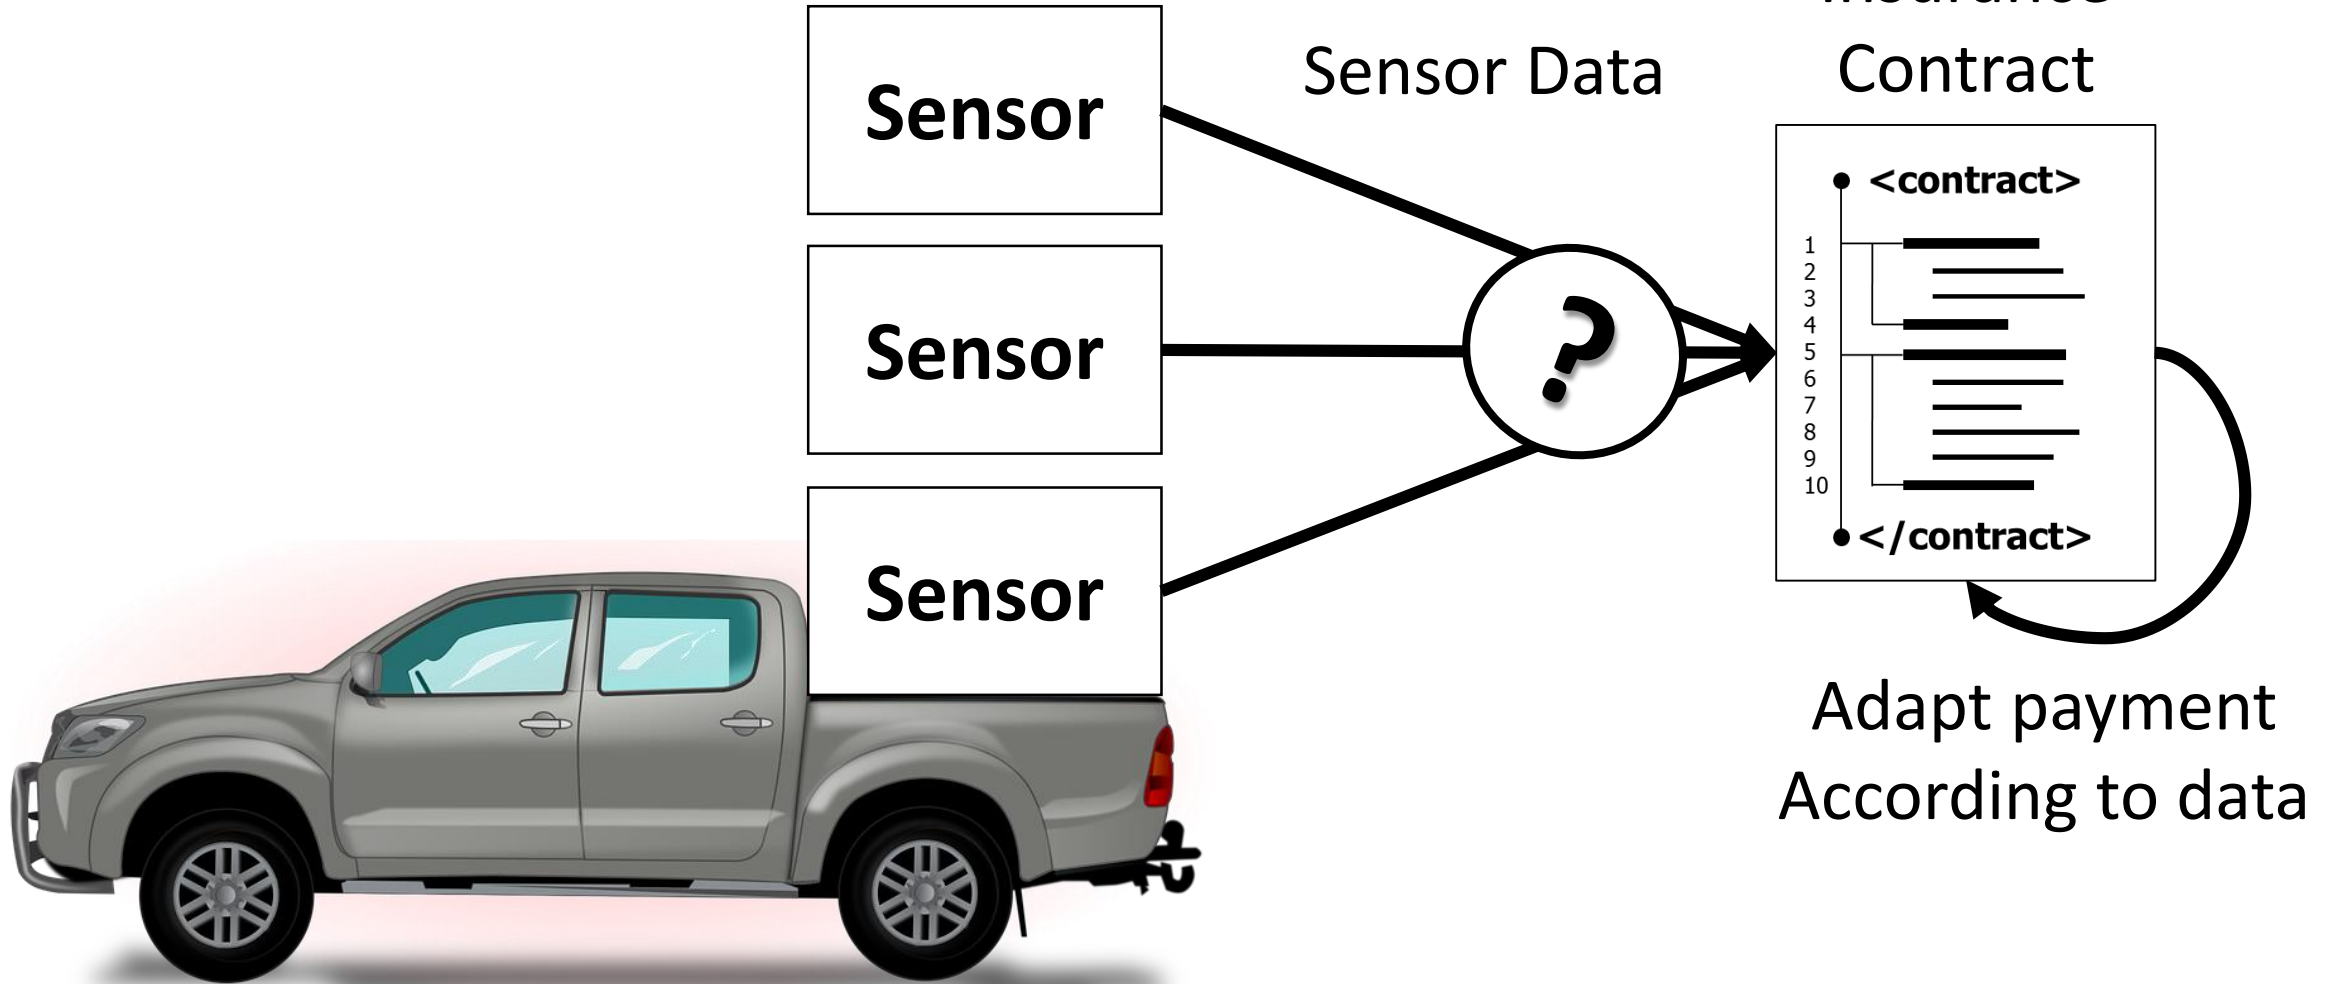 Insurance
Sensor Data
Contract
Sensor
Sensor
Sensor
?
<contract>
1
2
3
4
5
6
7
8
9
10
</contract>
Adapt payment
According to data